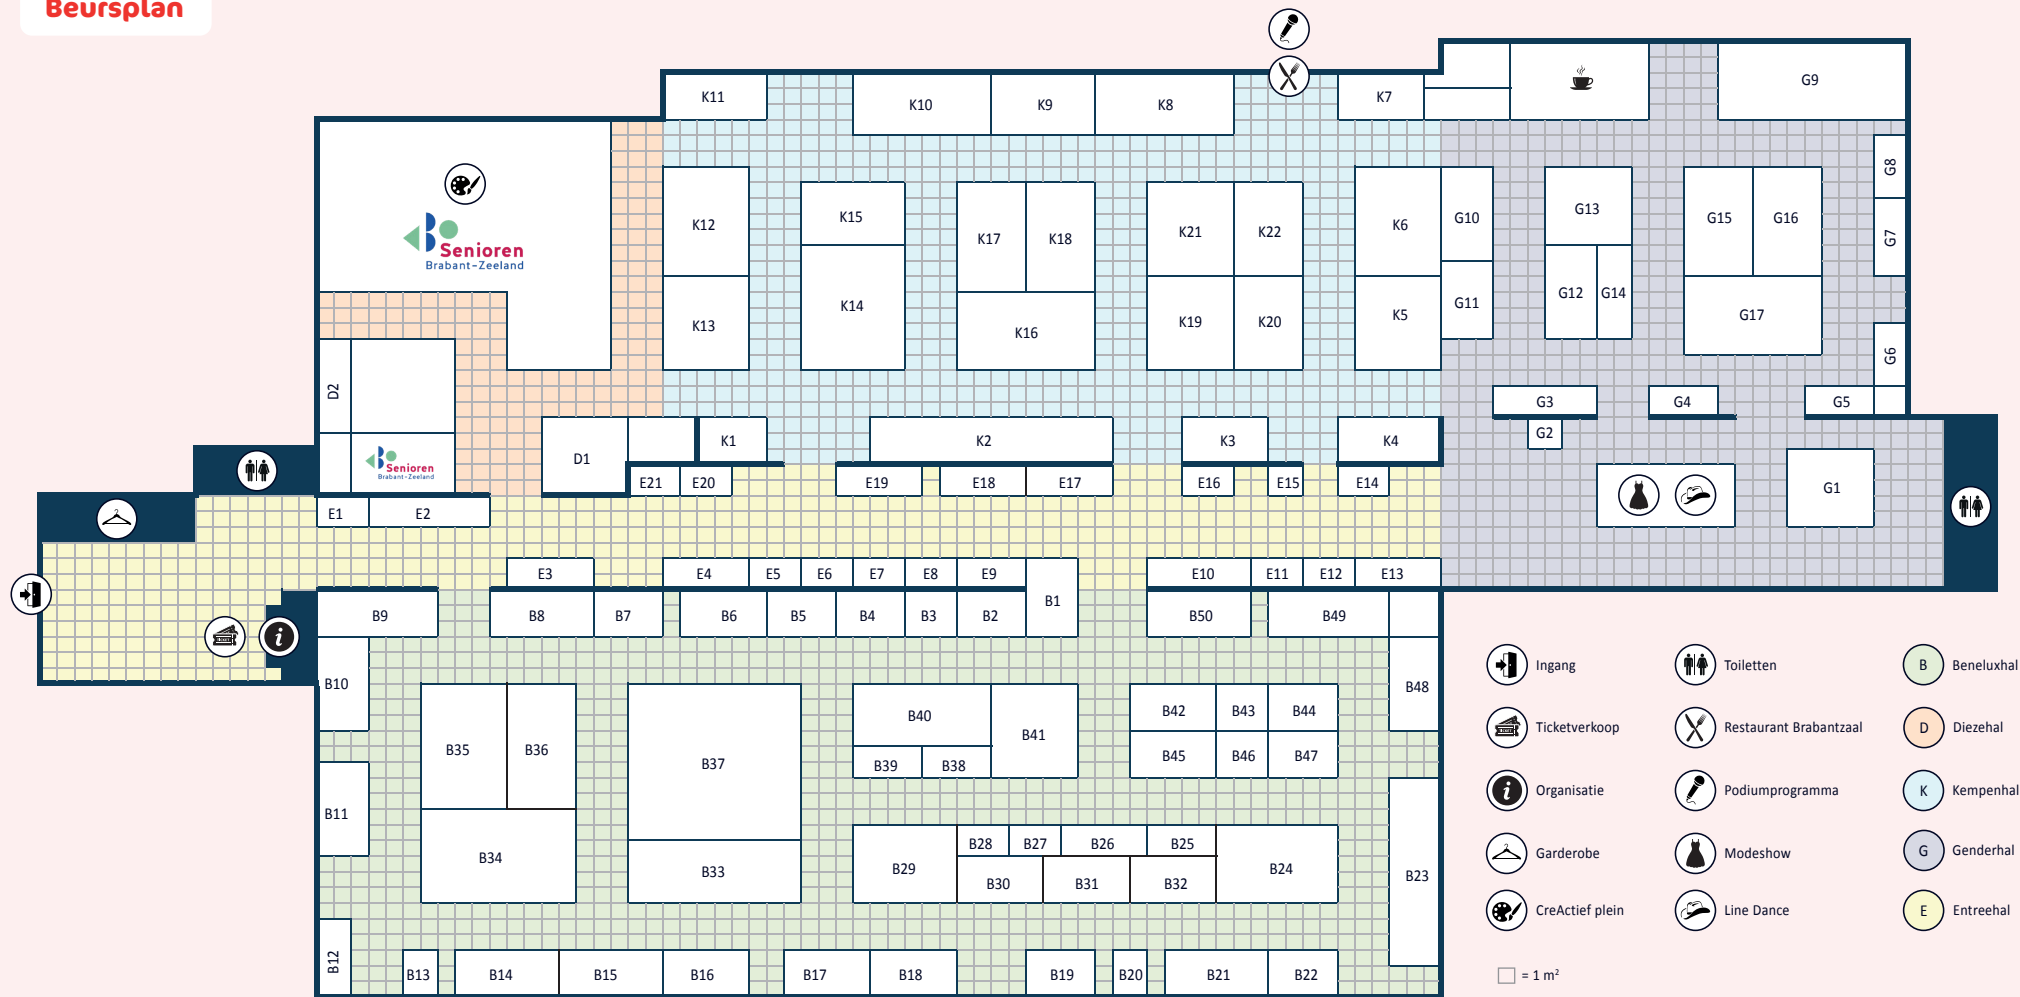 Beursplan
K11
K10
K9
K8
K7
G9
G8
K12
K15
K17
K18
K21
K22
K6
G10
G13
G15
G16
G7
Senioren
Brabant-Zeeland
K13
K14
K16
K19
K20
K5
G11
G12
G14
G17
G6
D2
G3
G4
G5
G2
D1
K1
K2
K3
K4
Senioren
Brabant-Zeeland
E21
E20
E19
E18
E17
E16
E15
E14
G1
E1
E2
E3
E4
E5
E6
E7
E8
E9
B1
E10
E11
E12
E13
B9
B8
B7
B6
B5
B4
B3
B2
B50
B49
B10
B35
B36
B37
B40
B41
B42
B43
B44
B48
B39
B38
B45
B46
B47
B11
B34
B33
B29
B28
B27
B26
B25
B24
B30
B31
B32
B23
B12
B13
B14
B15
B16
B17
B18
B19
B20
B21
B22
Ingang
Toiletten
B Beneluxhal
Ticketverkoop
Restaurant Brabantzaal
D Diezehal
i Organisatie
Podiumprogramma
K Kempenhal
Garderobe
Modeshow
G Genderhal
CreActief plein
Line Dance
E Entreehal
= 1 m²